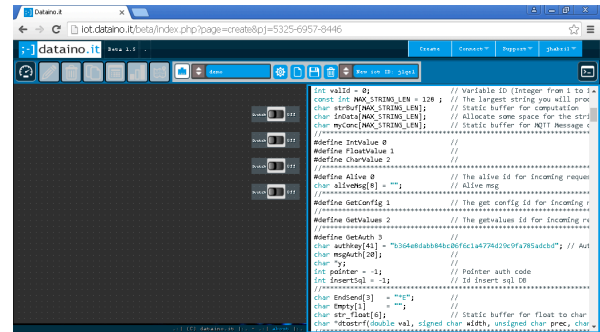 Dataino.it
iot.dataino.it/beta/index.php?page=create&pj=5325-6957-8446
dataino.it Beta 1.5
Create Connect Support
demo
New iot ID:
Switch Off
Switch Off
Switch Off
Switch Off
int valId = 0; // Variable ID (Integer from 1 to
const int MAX_STRING_LEN = 128 ; // The largest string you will proc
char strBuf[MAX_STRING_LEN]; // Static buffer for computation
char inData[MAX_STRING_LEN]; // Allocate some space for the stri
char myConc[MAX_STRING_LEN]; // Static buffer for MQTT Message c
#define IntValue 0 //
#define FloatValue 1 //
#define CharValue 2 //
#define Alive 0 // The alive id for incoming reques
char aliveMsg[8] = ""; // Alive msg
#define GetConfig 1 // The get config id for incoming r
#define GetValues 2 // The getvalues id for incoming re
#define GetAuth 3 //
char authkey[41] = // Aut
char msgAuth[20]; //
char *y; //
int pointer = -1; // Pointer auth code
int insertSql = -1; // Id insert sql DB
char EndSend[3] = "*E"; //
char Empty[1] = ""; //
char str_float[6]; // Static buffer for float to char
char *dtostrf(double val, signed char width, unsigned char prec, char